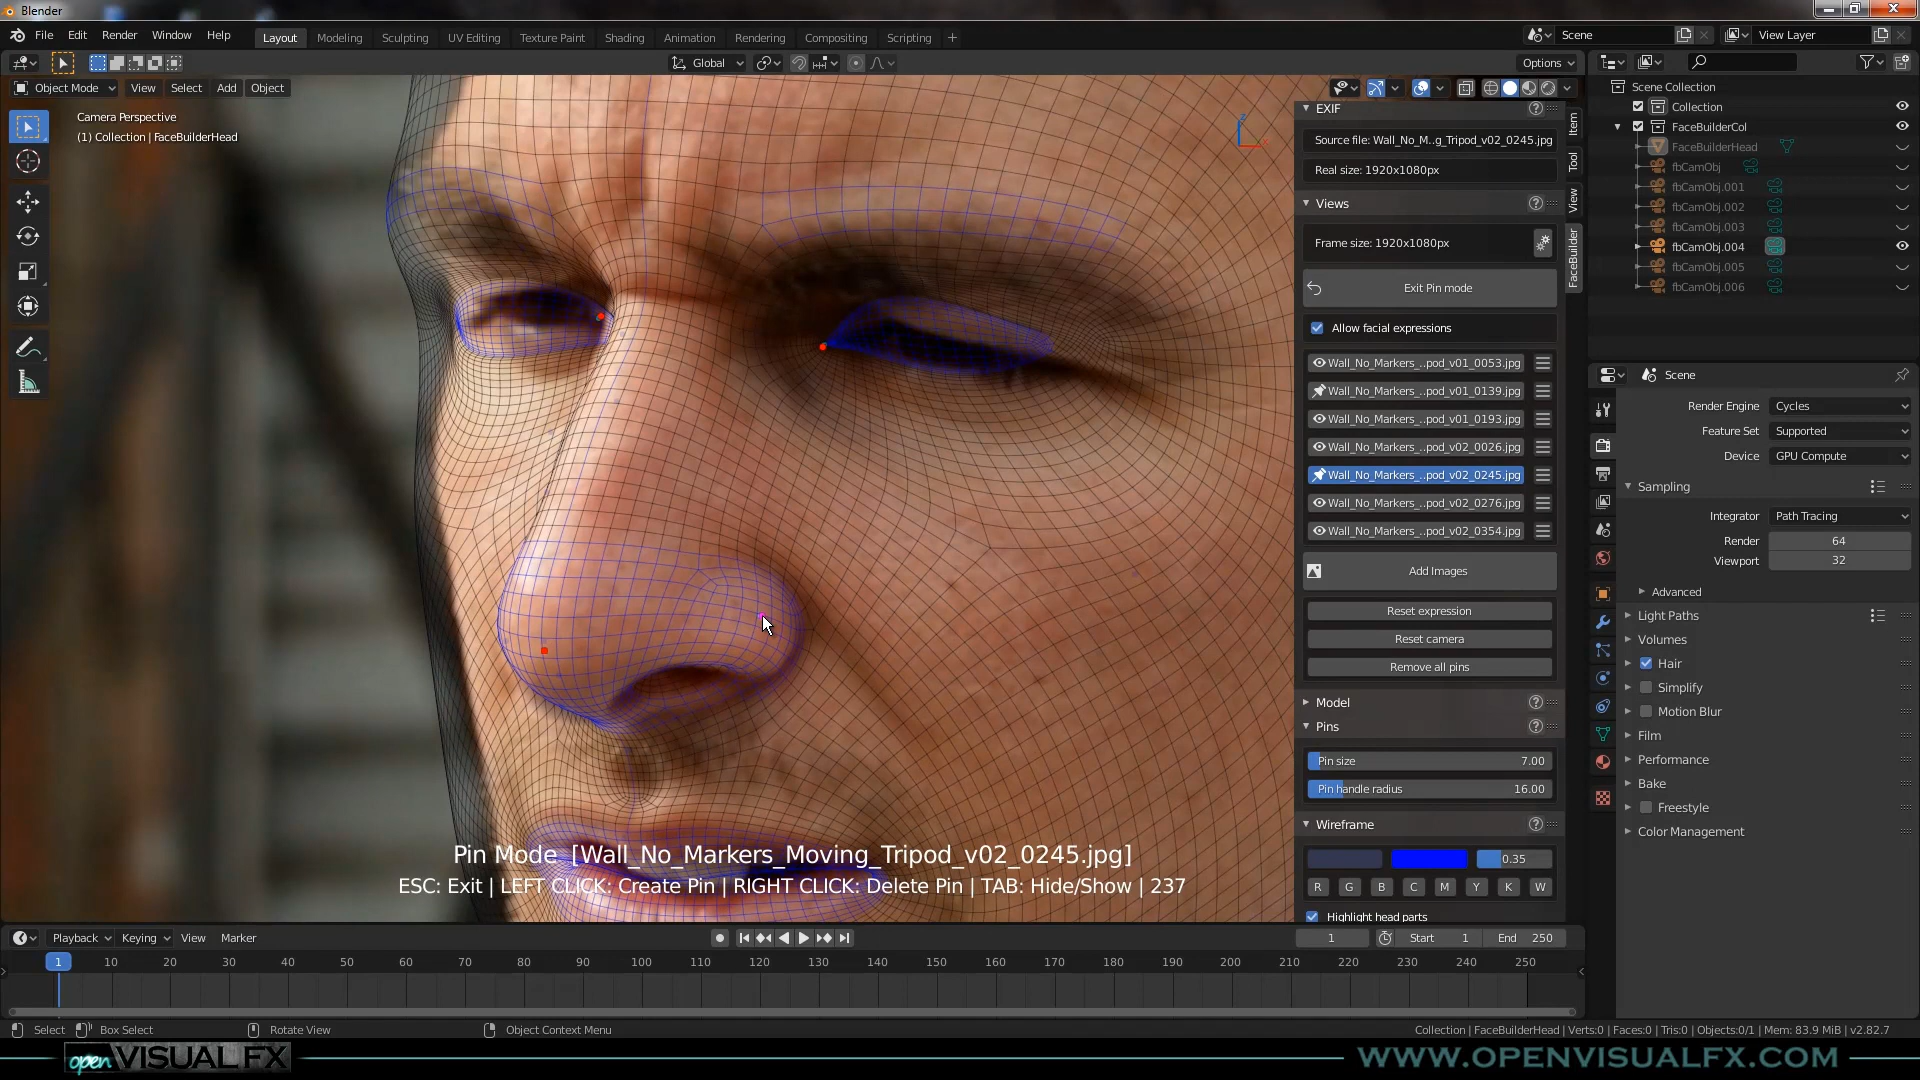 Blender
File Edit Render Window Help
Layout Modeling Sculpting UV Editing Texture Paint Shading Animation Rendering Compositing Scripting +
Scene
View Layer
Global
Options
Object Mode View Select Add Object
Camera Perspective
(1) Collection | FaceBuilderHead
Item
Tool
View
FaceBuilder
EXIF
Source file: Wall_No_M..g_Tripod_v02_0245.jpg
Real size: 1920x1080px
Views
Frame size: 1920x1080px
Exit Pin mode
Allow facial expressions
Wall_No_Markers_..pod_v01_0053.jpg
Wall_No_Markers_..pod_v01_0139.jpg
Wall_No_Markers_..pod_v01_0193.jpg
Wall_No_Markers_..pod_v02_0026.jpg
Wall_No_Markers_..pod_v02_0245.jpg
Wall_No_Markers_..pod_v02_0276.jpg
Wall_No_Markers_..pod_v02_0354.jpg
Add Images
Reset expression
Reset camera
Remove all pins
Model
Pins
Pin size 7.00
Pin handle radius 16.00
Wireframe
0.35
R G B C M Y K W
Highlight head parts
Pin Mode [Wall_No_Markers_Moving_Tripod_v02_0245.jpg]
ESC: Exit | LEFT CLICK: Create Pin | RIGHT CLICK: Delete Pin | TAB: Hide/Show | 237
Scene Collection
Collection
FaceBuilderCol
FaceBuilderHead
fbCamObj
fbCamObj.001
fbCamObj.002
fbCamObj.003
fbCamObj.004
fbCamObj.005
fbCamObj.006
Scene
Render Engine Cycles
Feature Set Supported
Device GPU Compute
Sampling
Integrator Path Tracing
Render 64
Viewport 32
Advanced
Light Paths
Volumes
Hair
Simplify
Motion Blur
Film
Performance
Bake
Freestyle
Color Management
Playback Keying View Marker
1 Start 1 End 250
1 10 20 30 40 50 60 70 80 90 100 110 120 130 140 150 160 170 180 190 200 210 220 230 240 250
Select Box Select Rotate View Object Context Menu
Collection | FaceBuilderHead | Verts:0 | Faces:0 | Tris:0 | Objects:0/1 | Mem: 83.9 MiB | v2.82.7
open VISUALFX
WWW.OPENVISUALFX.COM